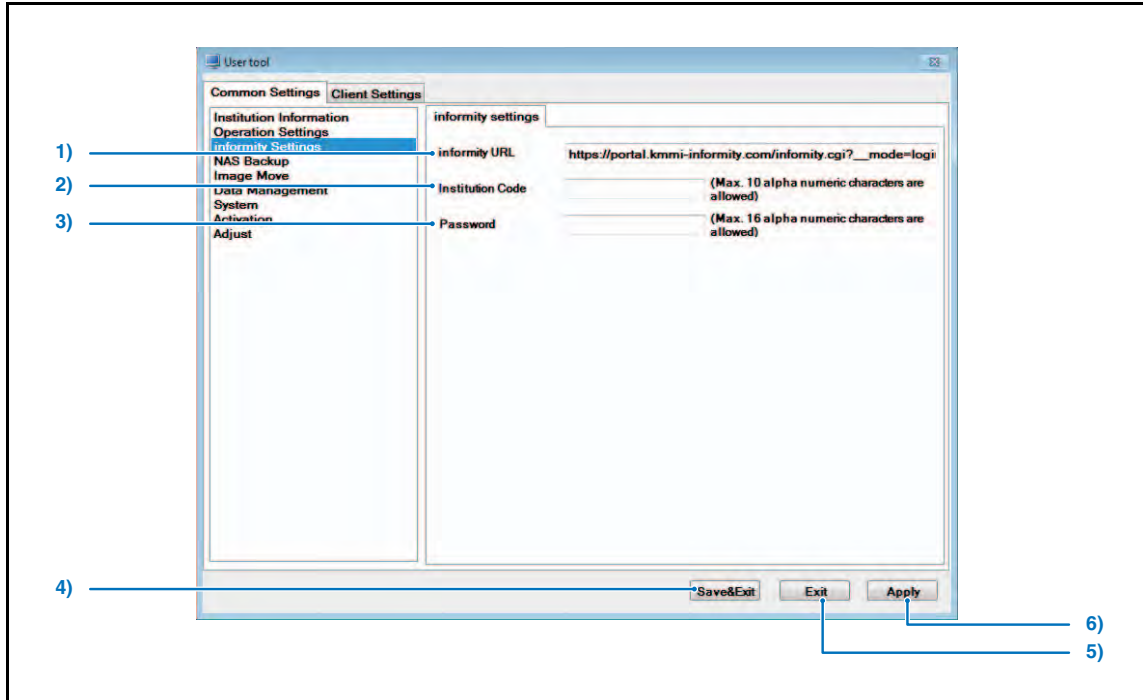 User tool
Common Settings Client Settings
Institution Information
Operation Settings
informity Settings
NAS Backup
Image Move
Data Management
System
Activation
Adjust
informity settings
informity URL https://portal.kmmi-informity.com/infomity.cgi?__mode=logi
Institution Code (Max. 10 alpha numeric characters are
allowed)
Password (Max. 16 alpha numeric characters are
allowed)
1)
2)
3)
4)
Save&Exit Exit Apply
6)
5)